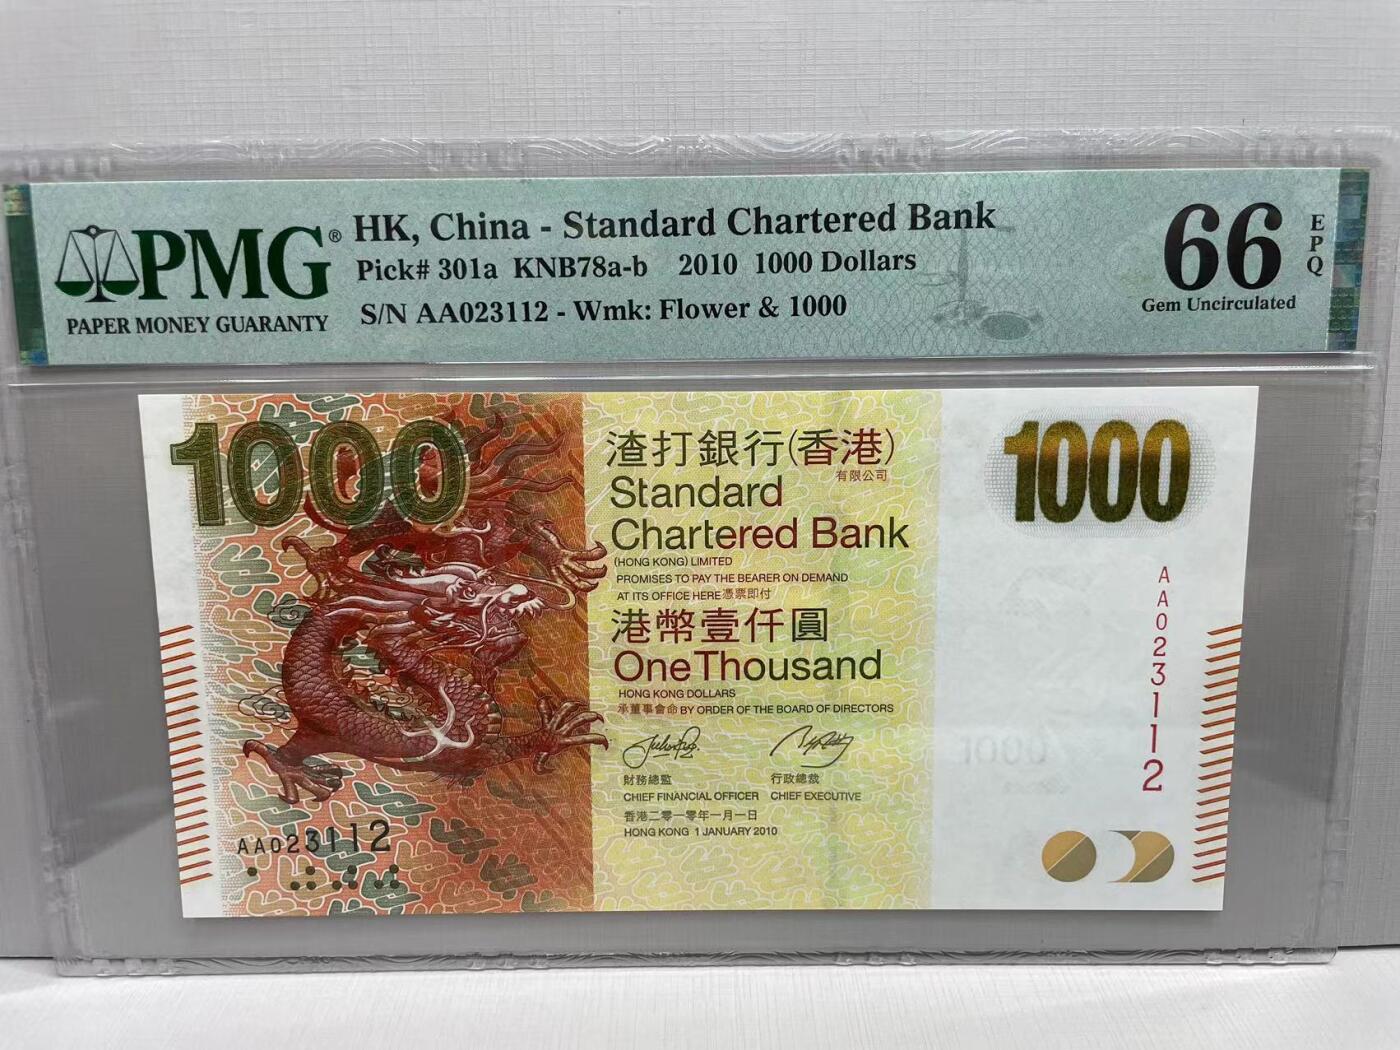 PMG®
PAPER MONEY GUARANTY
HK, China - Standard Chartered Bank
Pick# 301a KNB78a-b 2010 1000 Dollars
S/N AA023112 - Wmk: Flower & 1000
66
EPQ
Gem Uncirculated
1000
1000
渣打銀行(香港)
有限公司
Standard
Chartered Bank
(HONG KONG) LIMITED
PROMISES TO PAY THE BEARER ON DEMAND
AT ITS OFFICE HERE憑票即付
港幣壹仟圓
One Thousand
HONG KONG DOLLARS
承董事會命 BY ORDER OF THE BOARD OF DIRECTORS
財務總監 行政總裁
CHIEF FINANCIAL OFFICER CHIEF EXECUTIVE
香港二零一零年一月一日
HONG KONG 1 JANUARY 2010
AA023112
AA023112